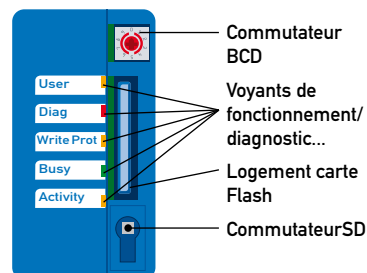 Commutateur
BCD
User
Diag
Write Prot
Busy
Activity
Voyants de
fonctionnement/
diagnostic...
Logement carte
Flash
CommutateurSD